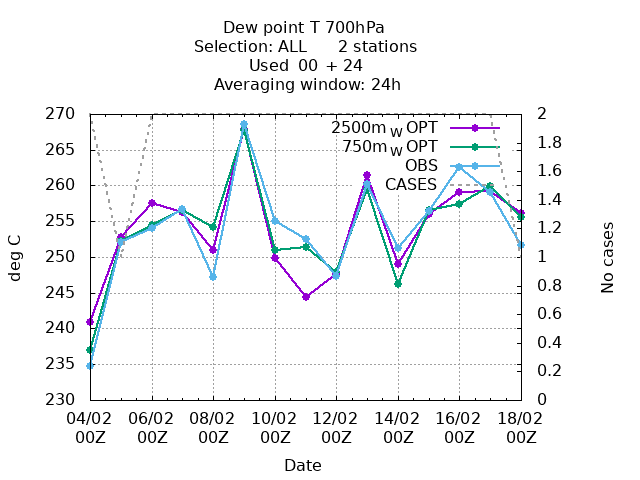 Dew point T 700hPa
Selection: ALL 2 stations
Used 00 + 24
Averaging window: 24h
270 2
2500m W OPT
265 1.8
750m W OPT
OBS
260 1.6
CASES
255 1.4
250 1.2
245 1
240 0.8
235 0.6
230 0.4
0.2
0
deg C
No cases
04/02 06/02 08/02 10/02 12/02 14/02 16/02 18/02
00Z 00Z 00Z 00Z 00Z 00Z 00Z 00Z
Date